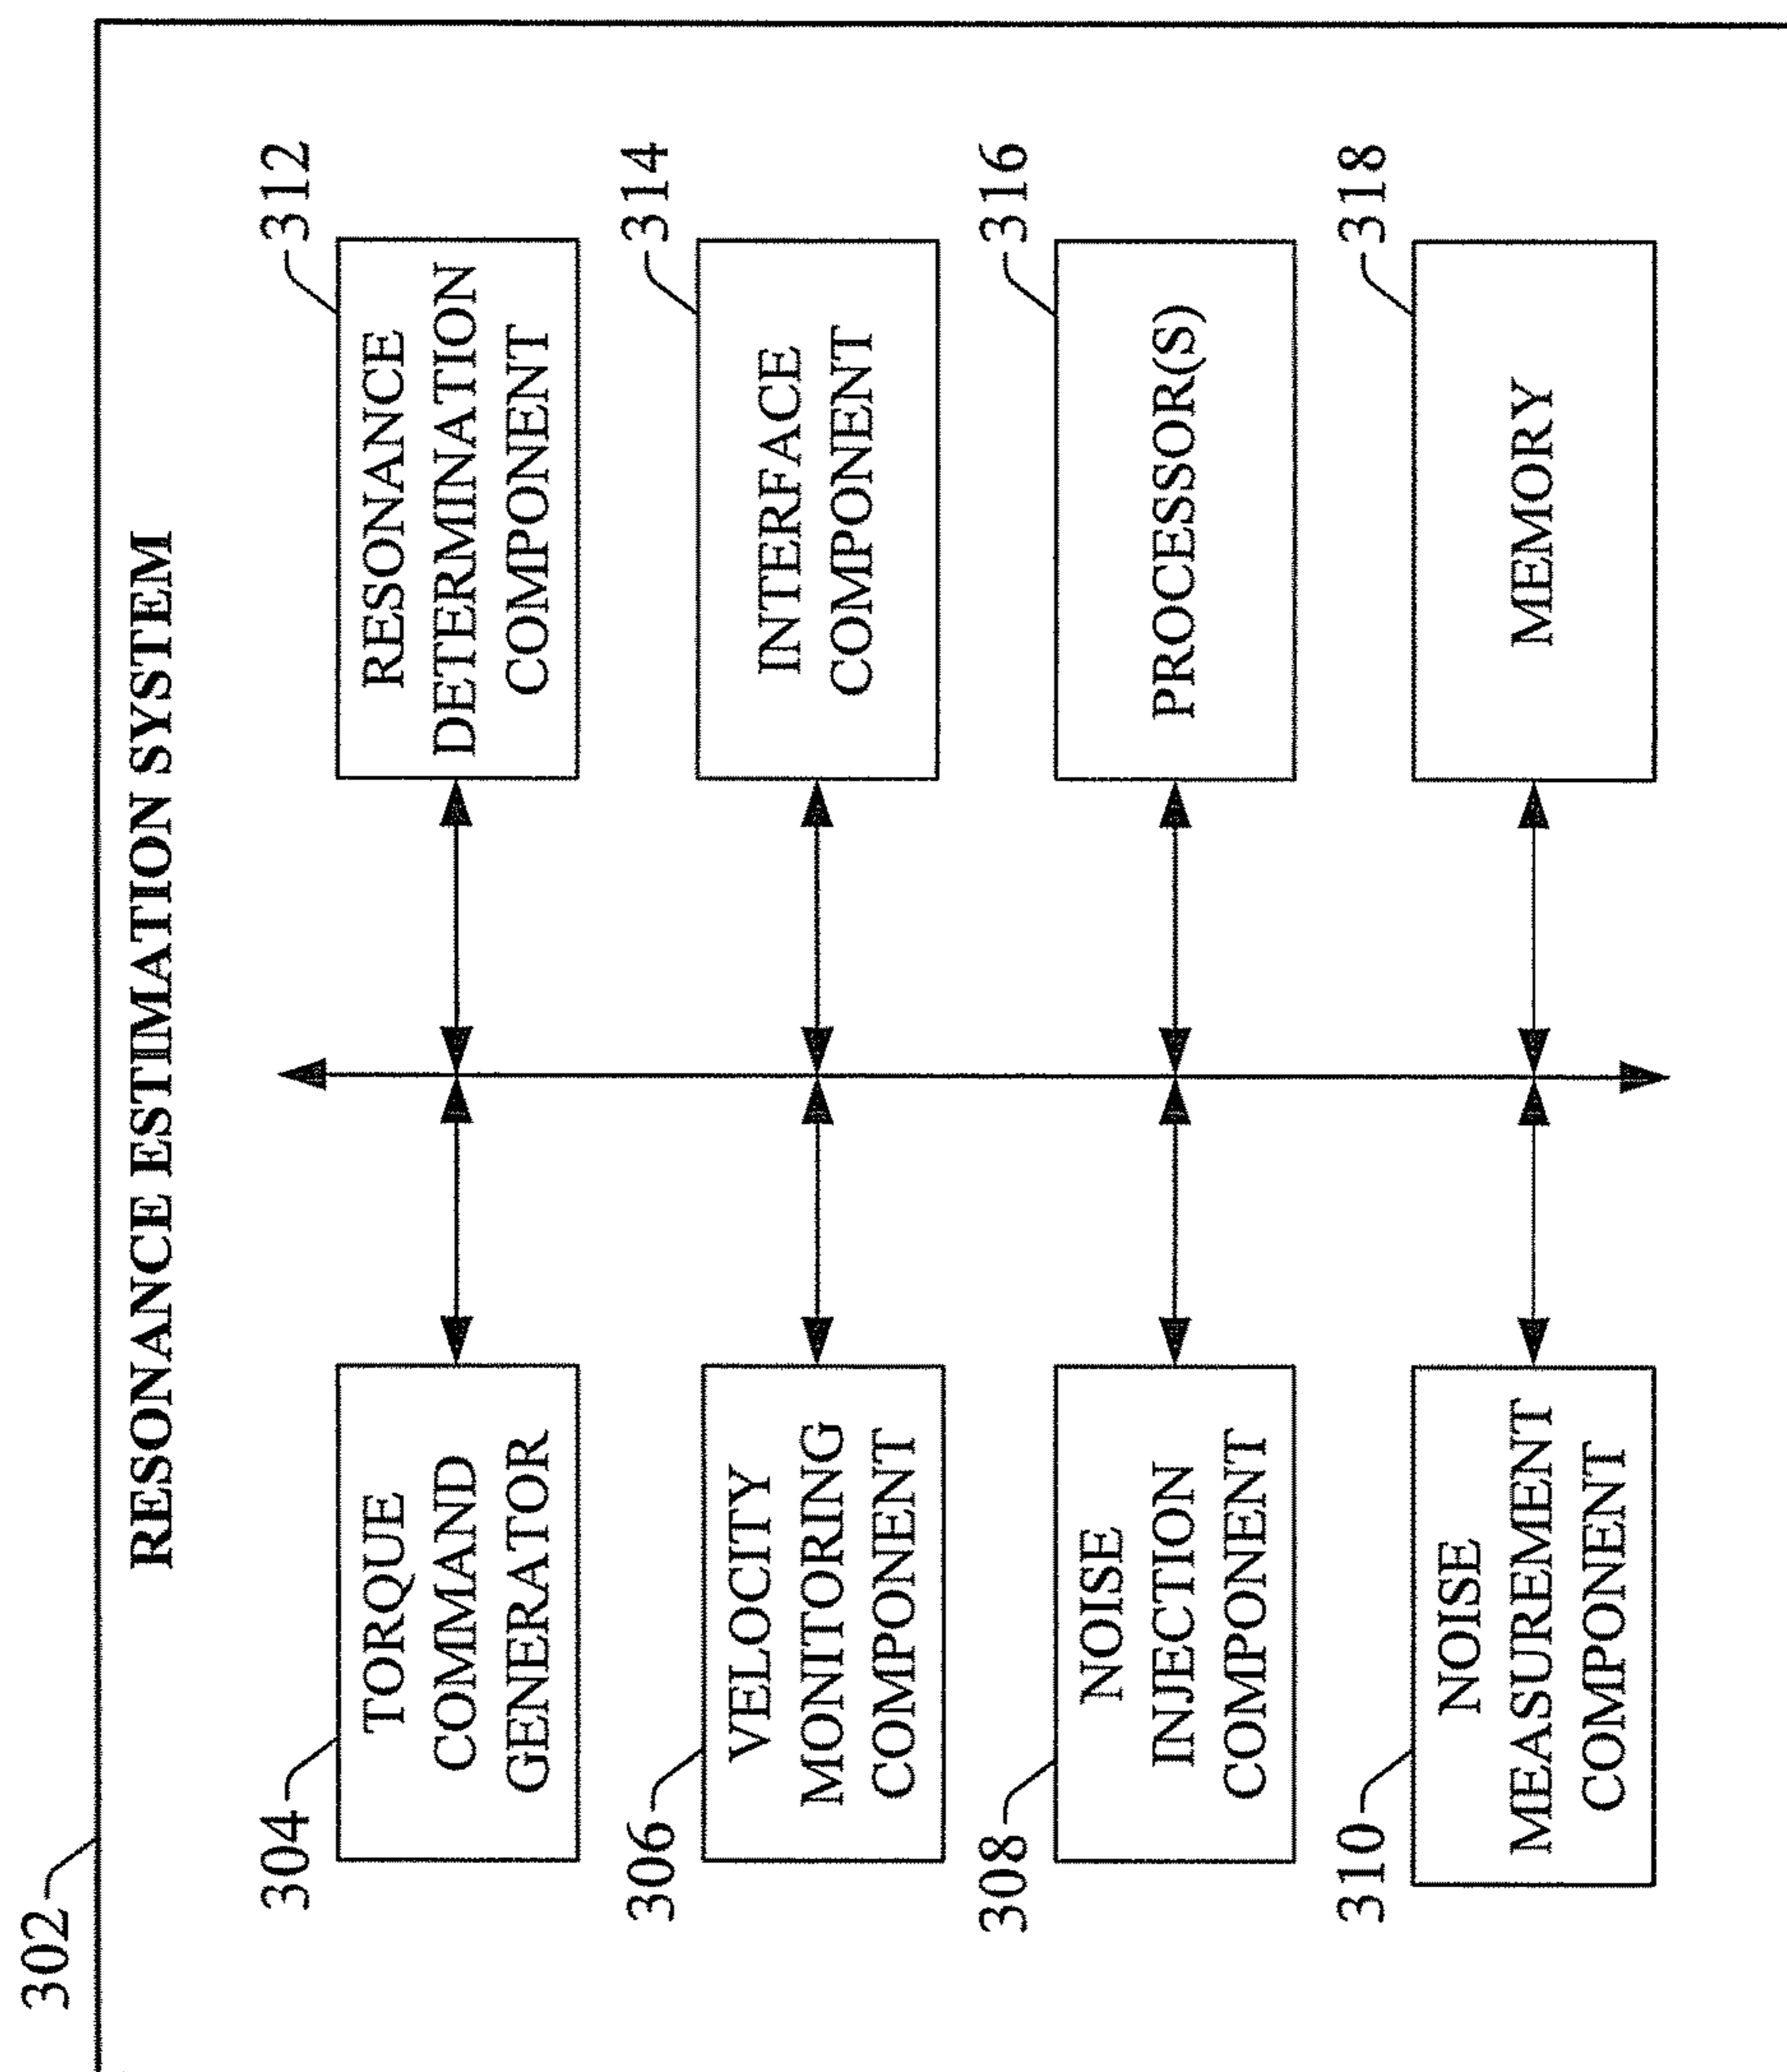 302
RESONANCE ESTIMATION SYSTEM
304
TORQUE
COMMAND
GENERATOR
312
RESONANCE
DETERMINATION
COMPONENT
306
VELOCITY
MONITORING
COMPONENT
314
INTERFACE
COMPONENT
308
NOISE
INJECTION
COMPONENT
316
PROCESSOR(S)
310
NOISE
MEASUREMENT
COMPONENT
318
MEMORY